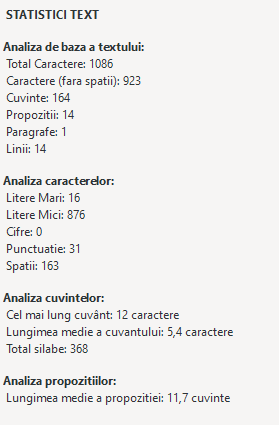 STATISTICI TEXT
Analiza de baza a textului:
Total Caractere: 1086
Caractere (fara spatii): 923
Cuvinte: 164
Propozitii: 14
Paragrafe: 1
Linii: 14
Analiza caracterelor:
Litere Mari: 16
Litere Mici: 876
Cifre: 0
Punctuatie: 31
Spatii: 163
Analiza cuvintelor:
Cel mai lung cuvânt: 12 caractere
Lungimea medie a cuvantului: 5,4 caractere
Total silabe: 368
Analiza propozitiilor:
Lungimea medie a propozitiei: 11,7 cuvinte